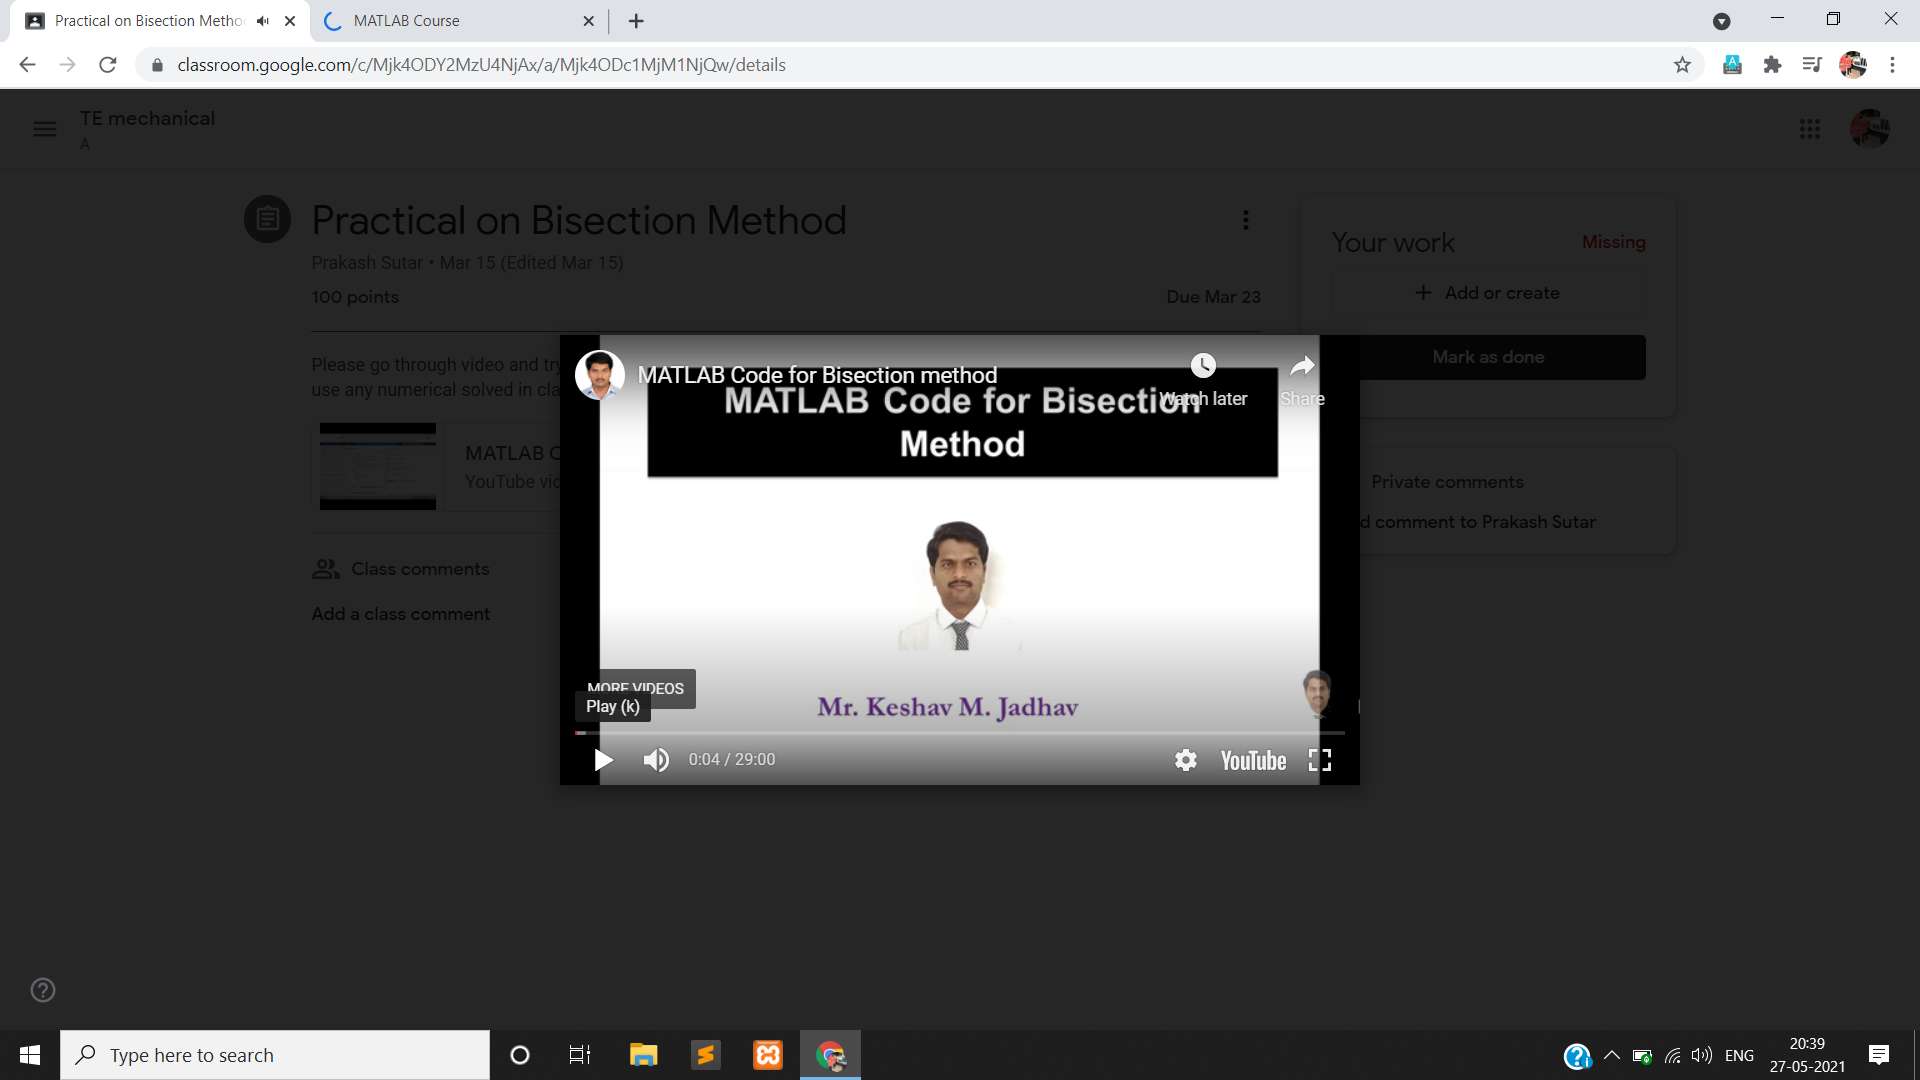 Practical on Bisection Metho
MATLAB Course
classroom.google.com/c/Mjk4ODY2MzU4NjAx/a/Mjk4ODc1MjM1NjQw/details
TE mechanical
A
Practical on Bisection Method
Prakash Sutar • Mar 15 (Edited Mar 15)
100 points
Due Mar 23
Your work
Missing
+ Add or create
Mark as done
Please go through video and try
use any numerical solved in cla
MATLAB C
YouTube vid
Class comments
Add a class comment
Private comments
d comment to Prakash Sutar
MATLAB Code for Bisection method
Watch later
Share
MATLAB Code for Bisection
Method
Mr. Keshav M. Jadhav
MORE VIDEOS
Play (k)
0:04 / 29:00
YouTube
Type here to search
ENG
20:39
27-05-2021